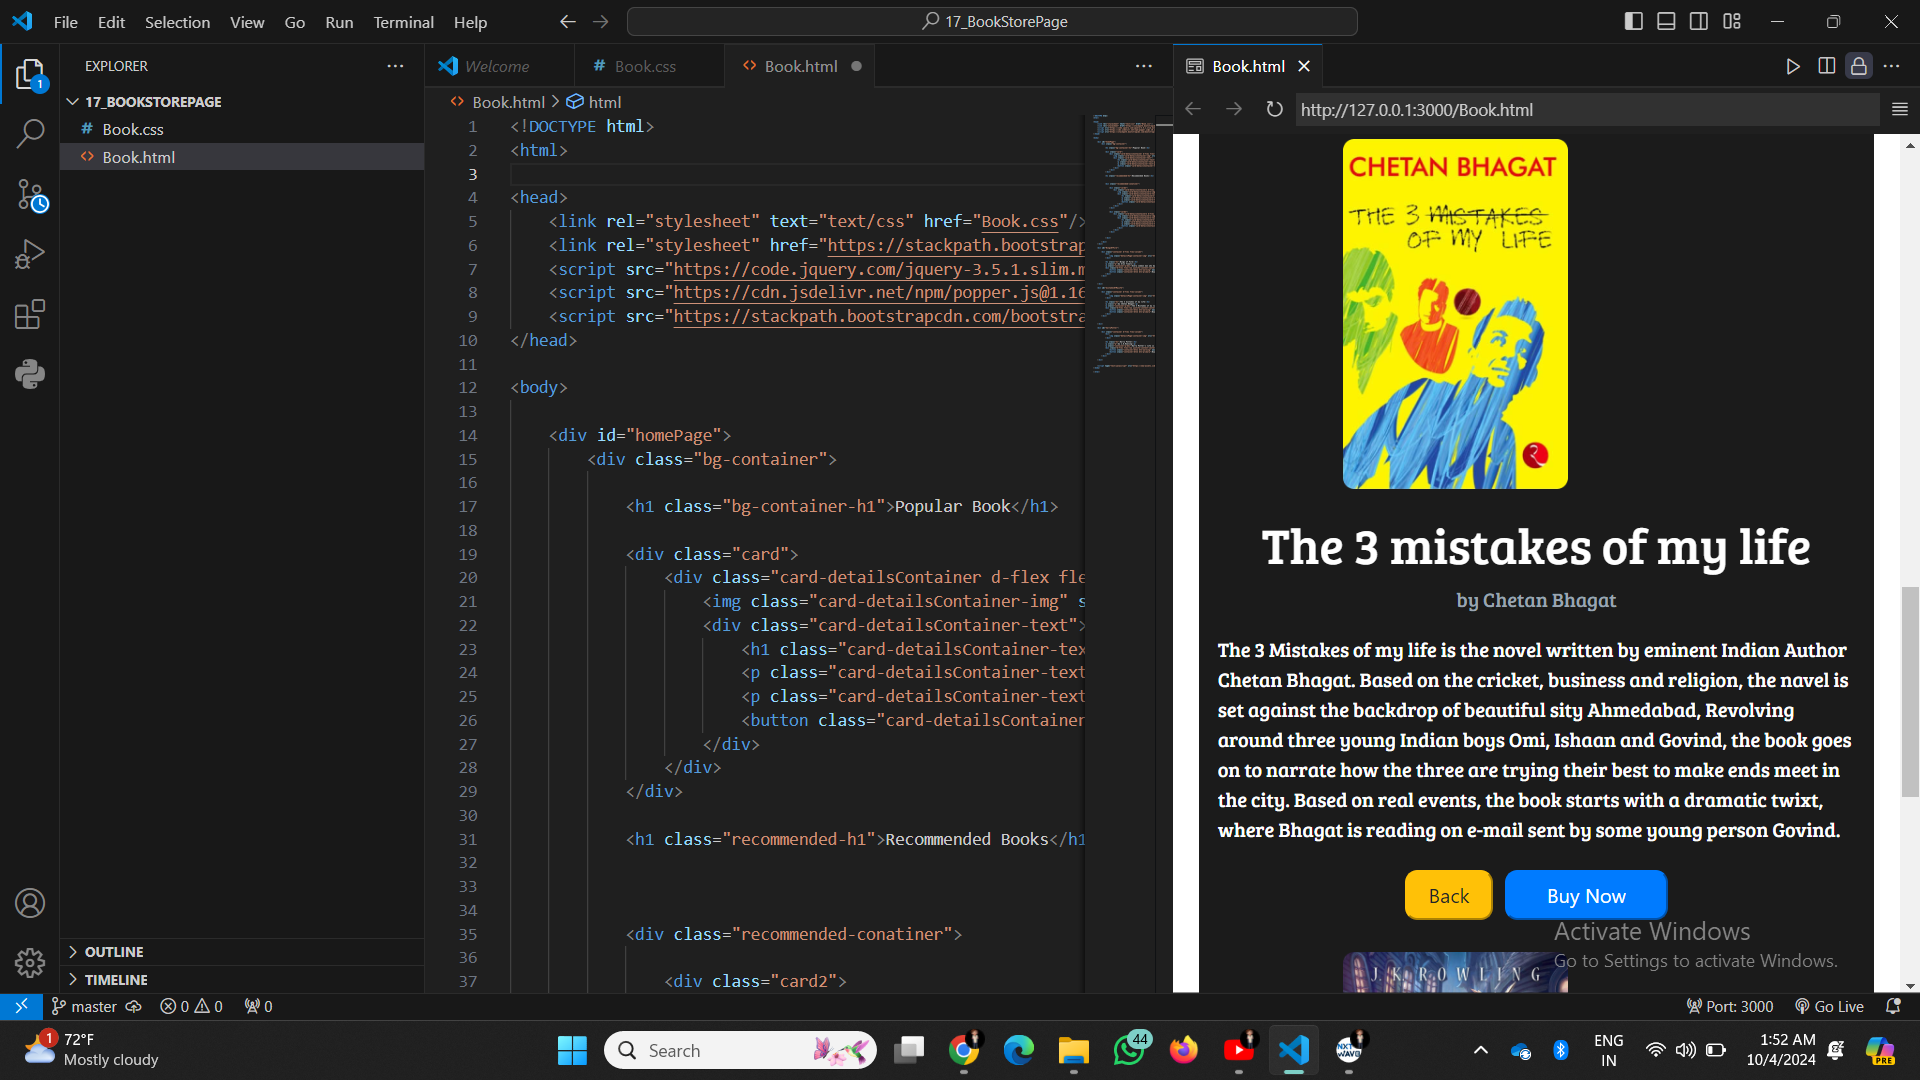 File Edit Selection View Go Run Terminal Help
17_BookStorePage
EXPLORER
17_BOOKSTOREPAGE
# Book.css
<> Book.html
1
OUTLINE
TIMELINE
Welcome
# Book.css
<> Book.html
<> Book.html > html
1 <!DOCTYPE html>
2 <html>
3
4 <head>
5 <link rel="stylesheet" text="text/css" href="Book.css"/>
6 <link rel="stylesheet" href="https://stackpath.bootstrap
7 <script src="https://code.jquery.com/jquery-3.5.1.slim.m
8 <script src="https://cdn.jsdelivr.net/npm/popper.js@1.16
9 <script src="https://stackpath.bootstrapcdn.com/bootstra
10 </head>
11
12 <body>
13
14 <div id="homePage">
15 <div class="bg-container">
16
17 <h1 class="bg-container-h1">Popular Book</h1>
18
19 <div class="card">
20 <div class="card-detailsContainer d-flex fle
21 <img class="card-detailsContainer-img" s
22 <div class="card-detailsContainer-text">
23 <h1 class="card-detailsContainer-tex
24 <p class="card-detailsContainer-text
25 <p class="card-detailsContainer-text
26 <button class="card-detailsContainer
27 </div>
28 </div>
29 </div>
30
31 <h1 class="recommended-h1">Recommended Books</h1
32
33
34
35 <div class="recommended-conatiner">
36
37 <div class="card2">
Book.html
http://127.0.0.1:3000/Book.html
CHETAN BHAGAT
THE 3 MISTAKES
OF MY LIFE
The 3 mistakes of my life
by Chetan Bhagat
The 3 Mistakes of my life is the novel written by eminent Indian Author
Chetan Bhagat. Based on the cricket, business and religion, the navel is
set against the backdrop of beautiful sity Ahmedabad, Revolving
around three young Indian boys Omi, Ishaan and Govind, the book goes
on to narrate how the three are trying their best to make ends meet in
the city. Based on real events, the book starts with a dramatic twixt,
where Bhagat is reading on e-mail sent by some young person Govind.
Back Buy Now
Activate Windows
Go to Settings to activate Windows.
J K ROWLING
master 0 0 0
Port: 3000 Go Live
1
72°F
Mostly cloudy
Search
44
NXT
WAVE
ENG
IN
1:52 AM
10/4/2024
PRE